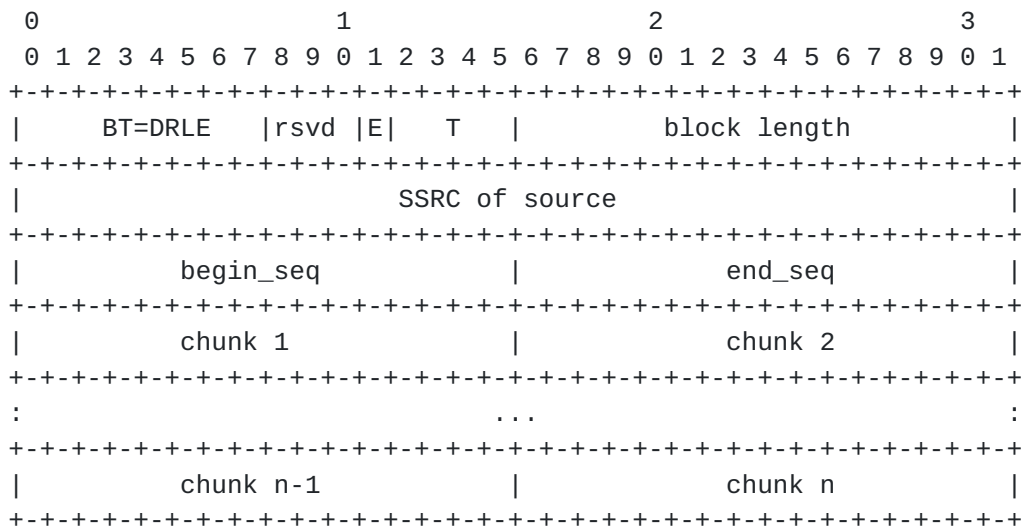 0                   1                   2                   3
 0 1 2 3 4 5 6 7 8 9 0 1 2 3 4 5 6 7 8 9 0 1 2 3 4 5 6 7 8 9 0 1
+-+-+-+-+-+-+-+-+-+-+-+-+-+-+-+-+-+-+-+-+-+-+-+-+-+-+-+-+-+-+-+-+
|     BT=DRLE   |rsvd |E|   T   |         block length          |
+-+-+-+-+-+-+-+-+-+-+-+-+-+-+-+-+-+-+-+-+-+-+-+-+-+-+-+-+-+-+-+-+
|                        SSRC of source                         |
+-+-+-+-+-+-+-+-+-+-+-+-+-+-+-+-+-+-+-+-+-+-+-+-+-+-+-+-+-+-+-+-+
|          begin_seq            |             end_seq           |
+-+-+-+-+-+-+-+-+-+-+-+-+-+-+-+-+-+-+-+-+-+-+-+-+-+-+-+-+-+-+-+-+
|          chunk 1              |             chunk 2           |
+-+-+-+-+-+-+-+-+-+-+-+-+-+-+-+-+-+-+-+-+-+-+-+-+-+-+-+-+-+-+-+-+
:                              ...                              :
+-+-+-+-+-+-+-+-+-+-+-+-+-+-+-+-+-+-+-+-+-+-+-+-+-+-+-+-+-+-+-+-+
|          chunk n-1            |             chunk n           |
+-+-+-+-+-+-+-+-+-+-+-+-+-+-+-+-+-+-+-+-+-+-+-+-+-+-+-+-+-+-+-+-+